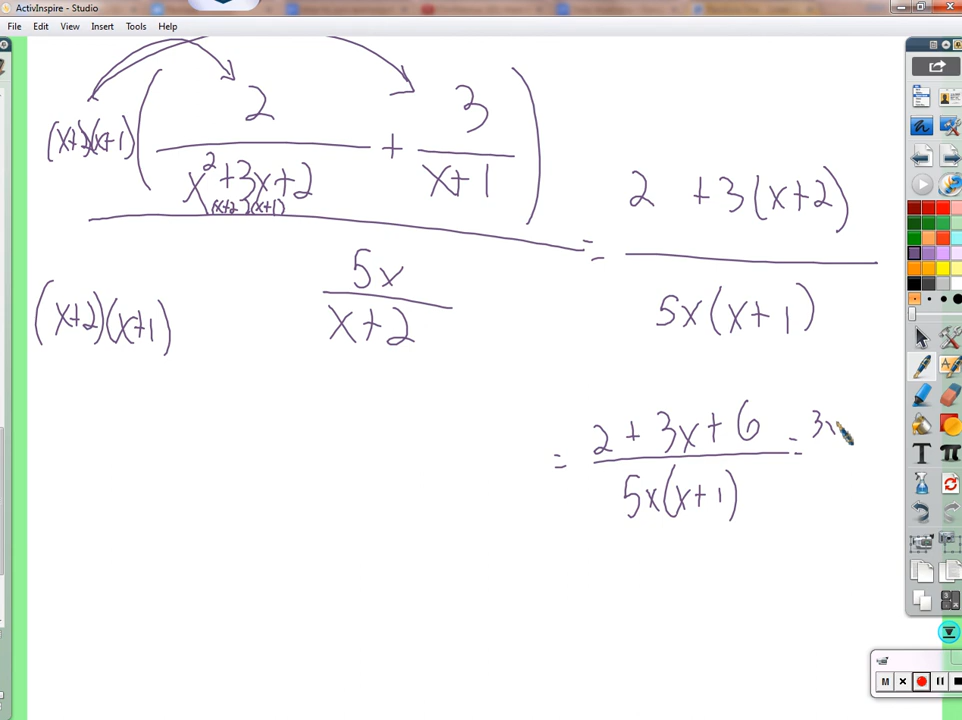 ActivInspire - Studio
File Edit View Insert Tools Help
(x+2)(x+1) ( 2 / x²+3x+2 + 3 / x+1 )
(x+2)(x+1)
(x+2)(x+1) 5x / x+2
= 2 + 3(x+2) / 5x(x+1)
= 2 + 3x + 6 / 5x(x+1) = 3x
M